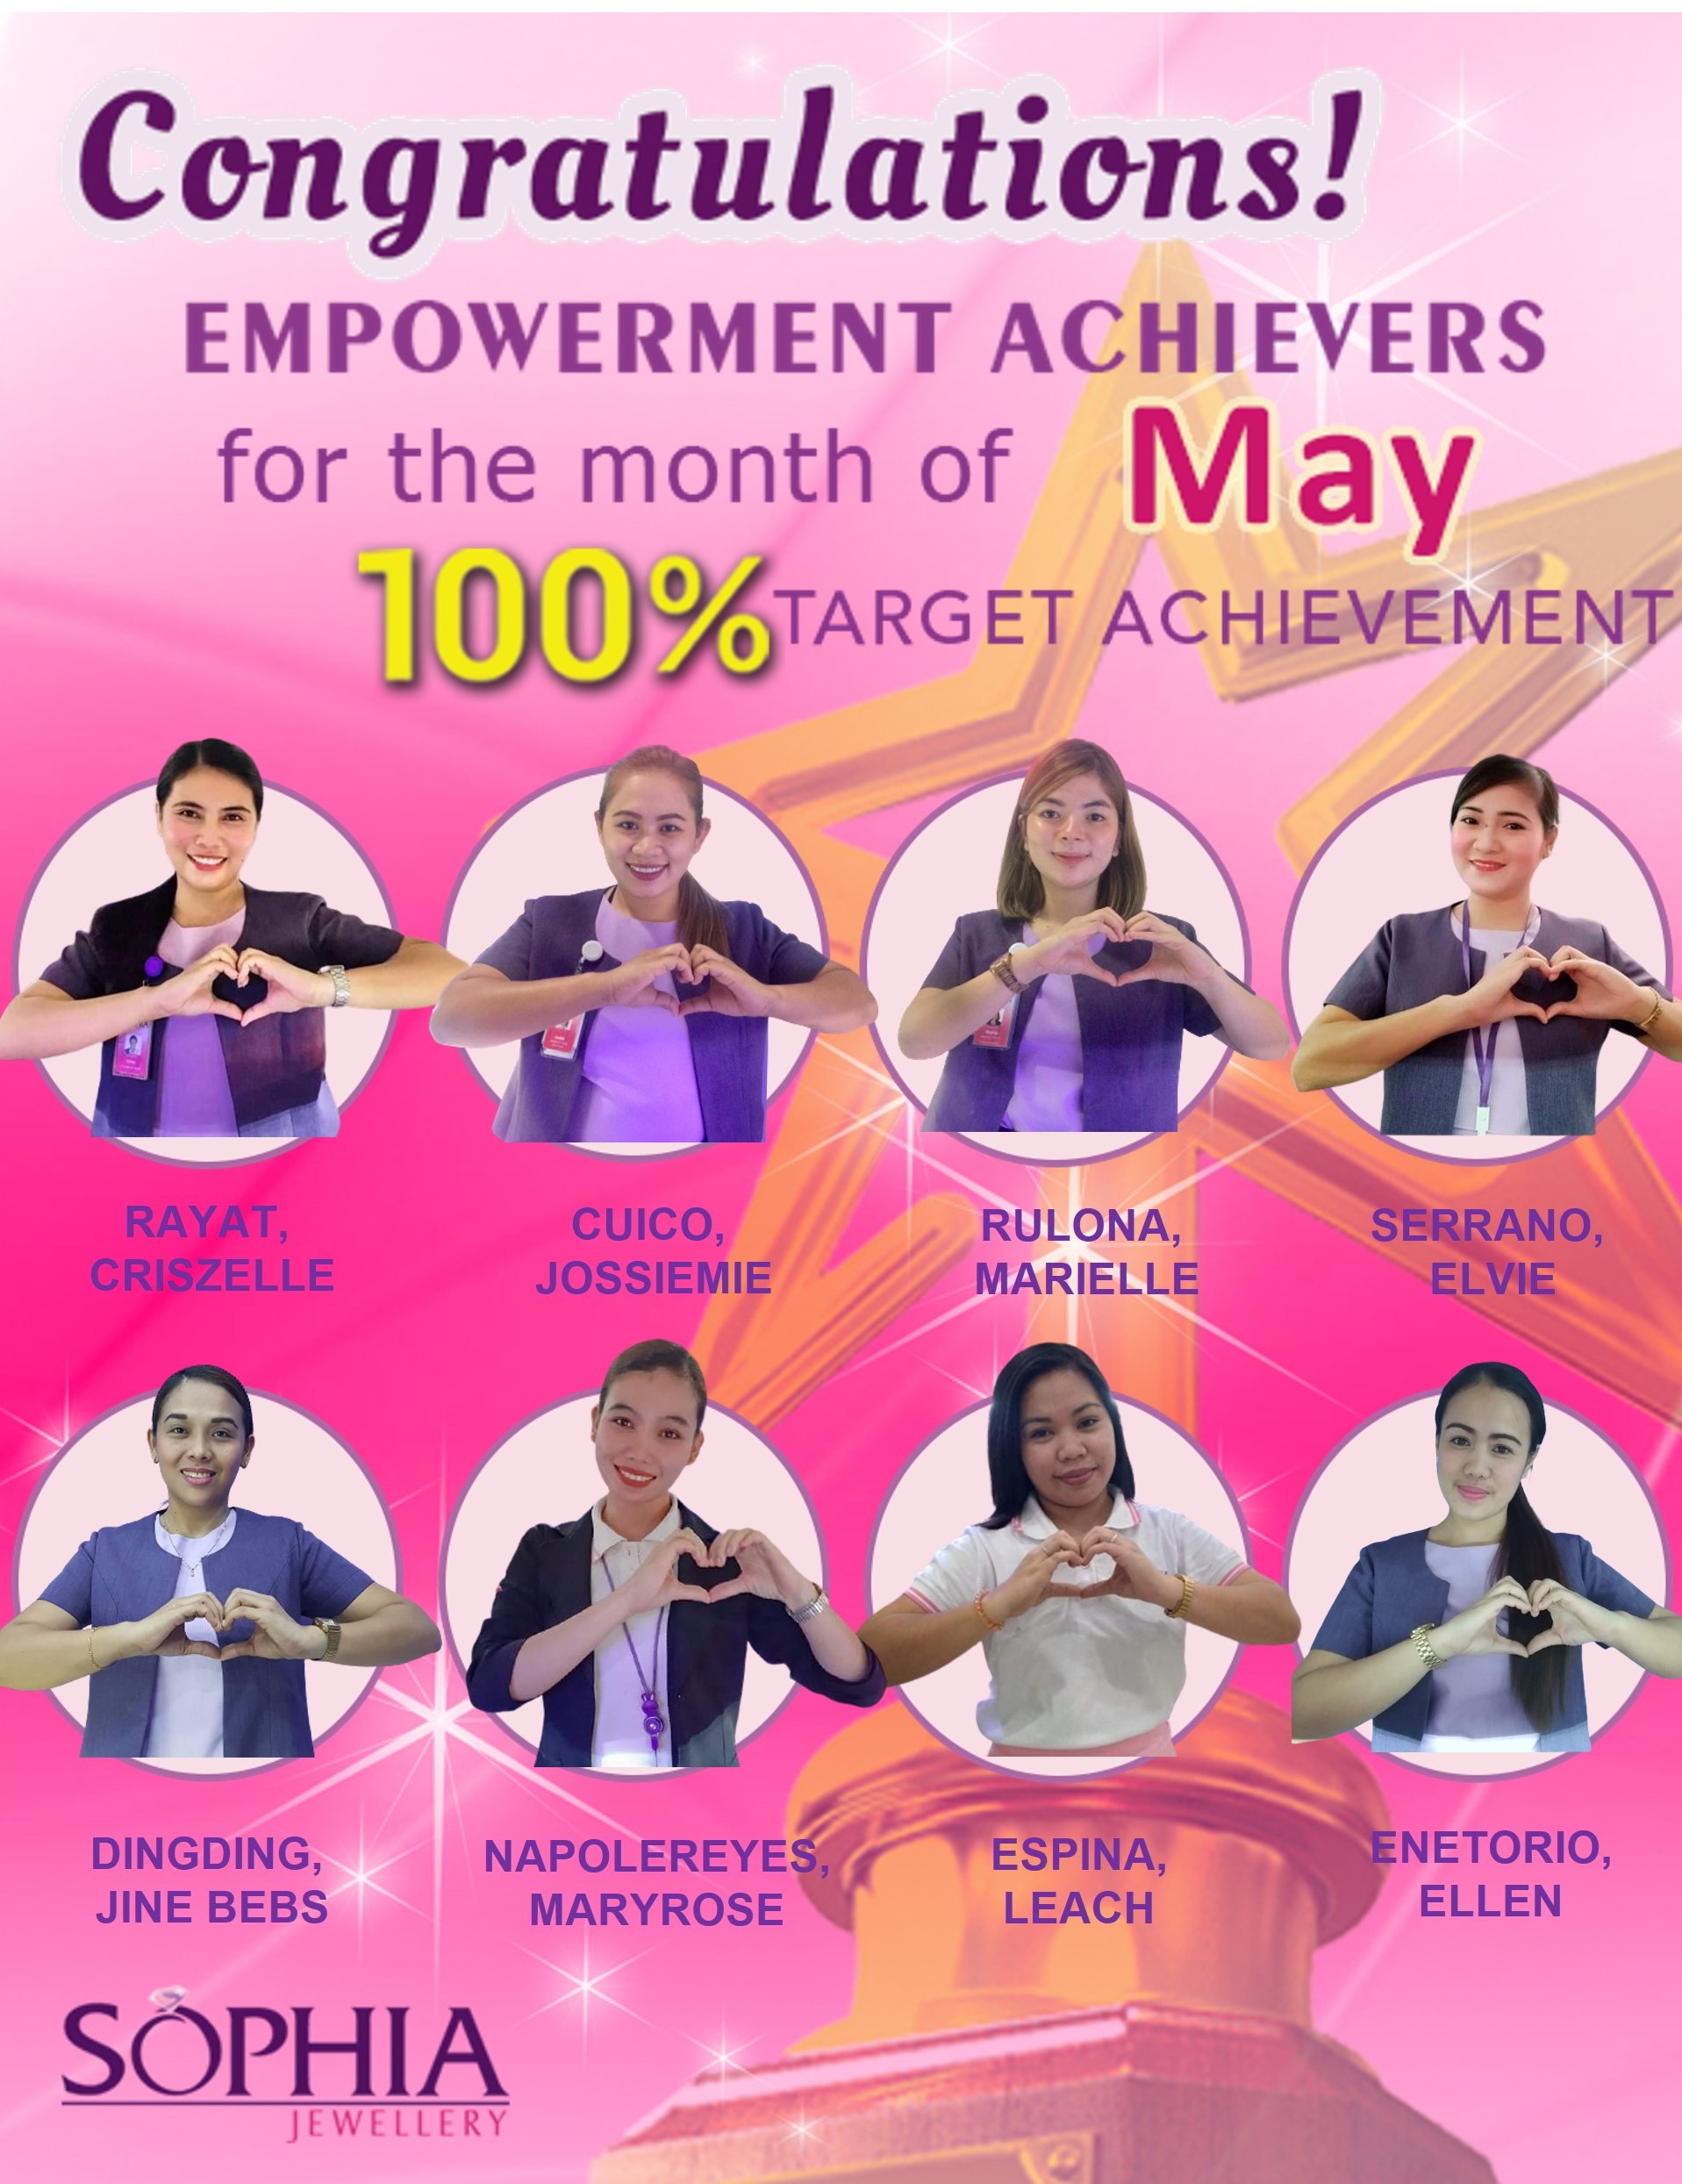 Congratulations!
EMPOWERMENT ACHIEVERS
for the month of May
100% TARGET ACHIEVEMENT
RAYAT,
CRISZELLE
CUICO,
JOSSIEMIE
RULONA,
MARIELLE
SERRANO,
ELVIE
DINGDING,
JINE BEBS
NAPOLEREYES,
MARYROSE
ESPINA,
LEACH
ENETORIO,
ELLEN
SOPHIA
JEWELLERY